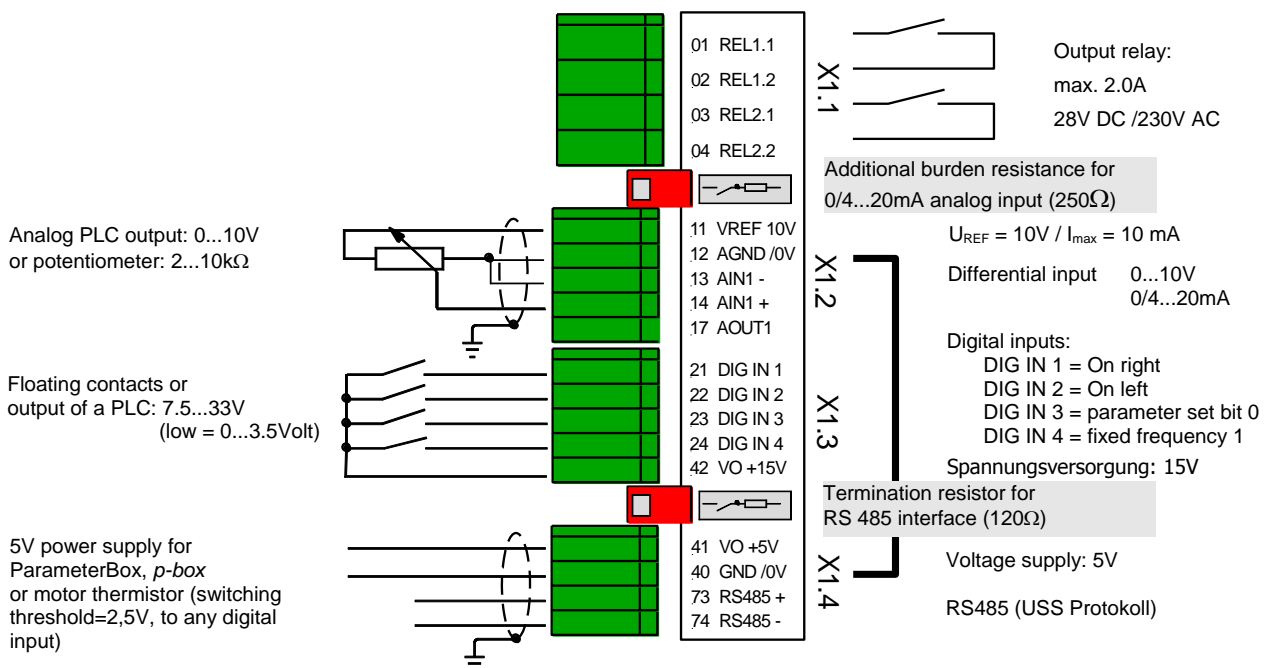 01 REL1.1
02 REL1.2
03 REL2.1
04 REL2.2
X1.1
Output relay:
max. 2.0A
28V DC /230V AC
Additional burden resistance for
0/4...20mA analog input (250Ω)
Analog PLC output: 0...10V
or potentiometer: 2...10kΩ
11 VREF 10V
12 AGND /0V
13 AIN1 -
14 AIN1 +
17 AOUT1
X1.2
UREF = 10V / Imax = 10 mA
Differential input 0...10V
0/4...20mA
Floating contacts or
output of a PLC: 7.5...33V
(low = 0...3.5Volt)
21 DIG IN 1
22 DIG IN 2
23 DIG IN 3
24 DIG IN 4
42 VO +15V
X1.3
Digital inputs:
DIG IN 1 = On right
DIG IN 2 = On left
DIG IN 3 = parameter set bit 0
DIG IN 4 = fixed frequency 1
Spannungsversorgung: 15V
Termination resistor for
RS 485 interface (120Ω)
5V power supply for
ParameterBox, p-box
or motor thermistor (switching
threshold=2,5V, to any digital
input)
41 VO +5V
40 GND /0V
73 RS485 +
74 RS485 -
X1.4
Voltage supply: 5V
RS485 (USS Protokoll)